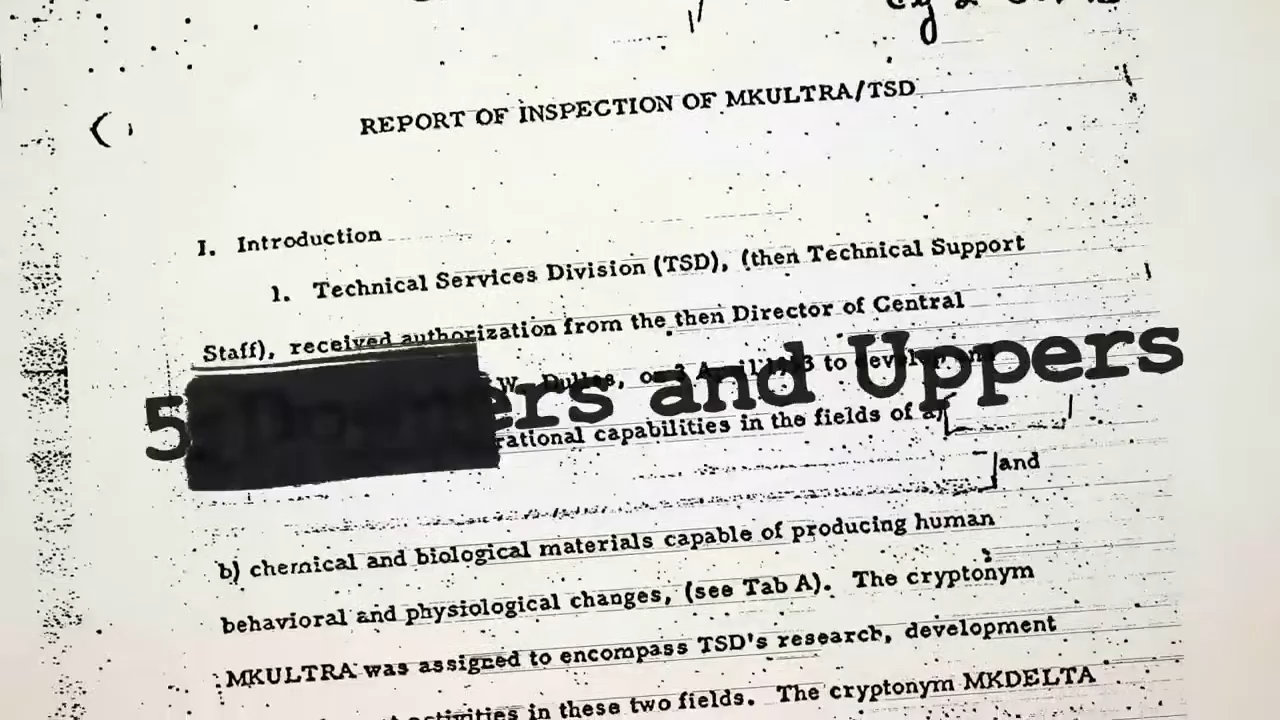 REPORT OF INSPECTION OF MKULTRA/TSD
I. Introduction
1. Technical Services Division (TSD), (then Technical Support
Staff), received authorization from the then Director of Central
W. Dulles, to
5 and Uppers
rational capabilities in the fields of a)
and
b) chemical and biological materials capable of producing human
behavioral and physiological changes, (see Tab A). The cryptonym
MKULTRA was assigned to encompass TSD's research, development
activities in these two fields. The cryptonym MKDELTA